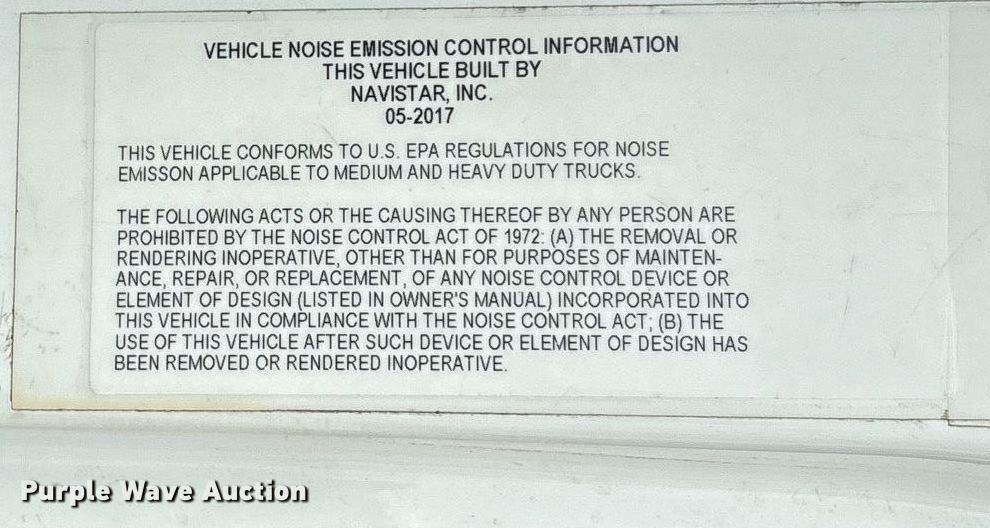 VEHICLE NOISE EMISSION CONTROL INFORMATION
THIS VEHICLE BUILT BY
NAVISTAR, INC.
05-2017
THIS VEHICLE CONFORMS TO U.S. EPA REGULATIONS FOR NOISE
EMISSON APPLICABLE TO MEDIUM AND HEAVY DUTY TRUCKS.
THE FOLLOWING ACTS OR THE CAUSING THEREOF BY ANY PERSON ARE
PROHIBITED BY THE NOISE CONTROL ACT OF 1972: (A) THE REMOVAL OR
RENDERING INOPERATIVE, OTHER THAN FOR PURPOSES OF MAINTEN-
ANCE, REPAIR, OR REPLACEMENT, OF ANY NOISE CONTROL DEVICE OR
ELEMENT OF DESIGN (LISTED IN OWNER'S MANUAL) INCORPORATED INTO
THIS VEHICLE IN COMPLIANCE WITH THE NOISE CONTROL ACT; (B) THE
USE OF THIS VEHICLE AFTER SUCH DEVICE OR ELEMENT OF DESIGN HAS
BEEN REMOVED OR RENDERED INOPERATIVE.
Purple Wave Auction